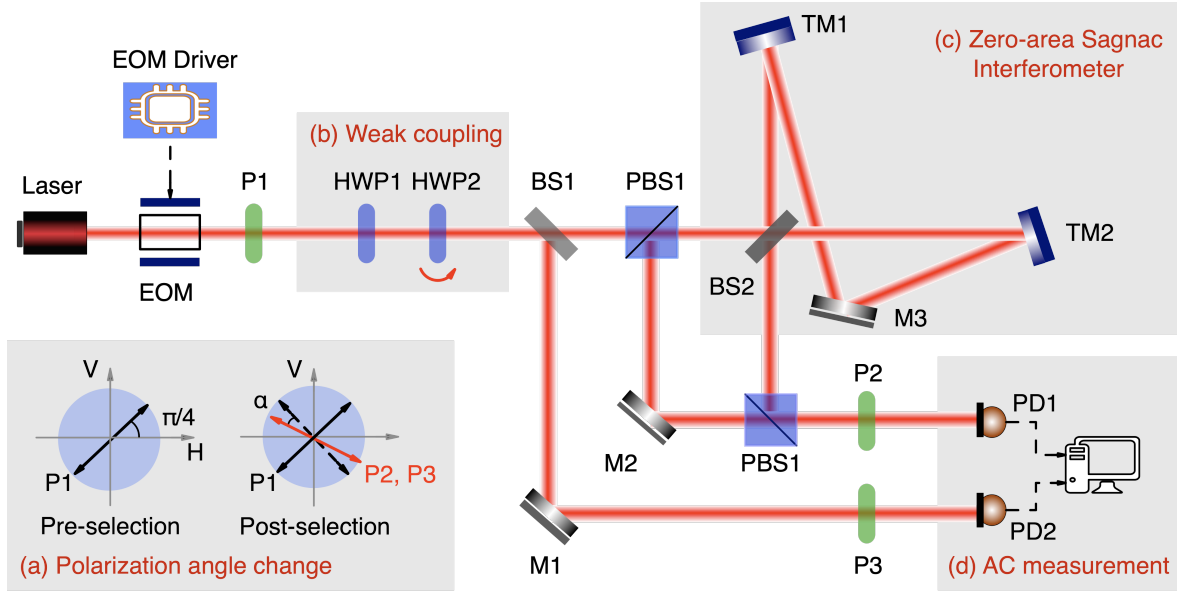 EOM Driver
TM1
(c) Zero-area Sagnac
Interferometer
(b) Weak coupling
Laser
P1
HWP1
HWP2
BS1
PBS1
TM2
EOM
BS2
M3
V
π/4
H
P1
Pre-selection
V
α
P1
P2, P3
Post-selection
(a) Polarization angle change
M2
PBS1
P2
PD1
M1
P3
PD2
(d) AC measurement